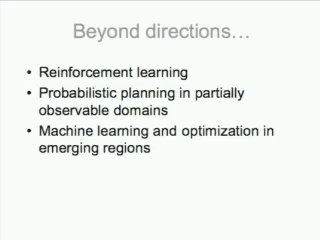 Beyond directions…
• Reinforcement learning
• Probabilistic planning in partially
observable domains
• Machine learning and optimization in
emerging regions